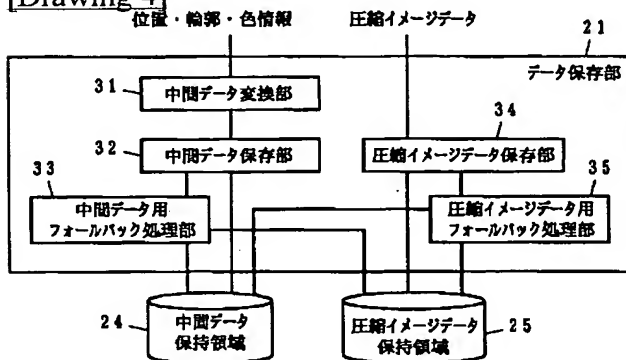 [Drawing 4]
位置・輪郭・色情報
圧縮イメージデータ
21
データ保存部
31
中間データ変換部
32
中間データ保存部
34
圧縮イメージデータ保存部
33
中間データ用
フォールバック処理部
35
圧縮イメージデータ用
フォールバック処理部
24
中間データ
保持領域
圧縮イメージデータ
保持領域
25